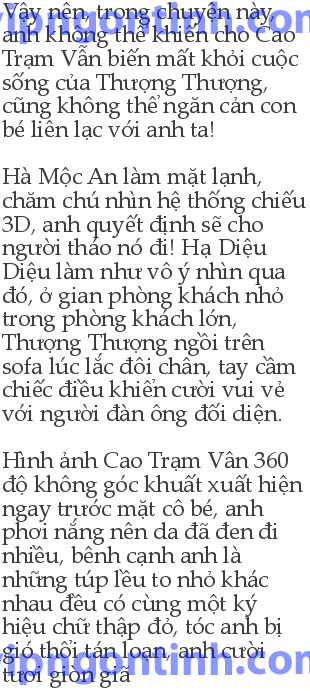 Vậy nên, trong chuyện này,
anh không thể khiến cho Cao
Trạm Vẫn biến mất khỏi cuộc
sống của Thượng Thượng,
cũng không thể ngăn cản con
bé liên lạc với anh ta!
Hà Mộc An làm mặt lạnh,
chăm chú nhìn hệ thống chiếu
3D, anh quyết định sẽ cho
người tháo nó đi! Hạ Diệu
Diệu làm như vô ý nhìn qua
đó, ở gian phòng khách nhỏ
trong phòng khách lớn,
Thượng Thượng ngồi trên
sofa lúc lắc đôi chân, tay cầm
chiếc điều khiển cười vui vẻ
với người đàn ông đối diện.
Hình ảnh Cao Trạm Vân 360
độ không góc khuất xuất hiện
ngay trước mặt cô bé, anh
phơi nắng nên da đã đen đi
nhiều, bênh cạnh anh là
những túp lều to nhỏ khác
nhau đều có cùng một ký
hiệu chữ thập đỏ, tóc anh bị
gió thổi tán loạn, anh cười
tươi giòn giã